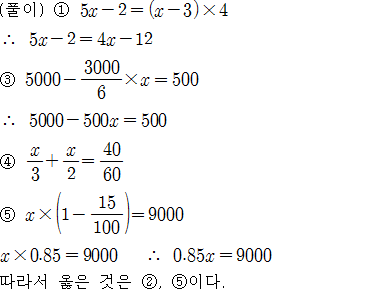 (풀이) ① 5x-2=(x-3)×4
∴ 5x-2=4x-12
③ 5000-3000/6×x=500
∴ 5000-500x=500
④ x/3+x/2=40/60
⑤ x×(1-15/100)=9000
x×0.85=9000 ∴ 0.85x=9000
따라서 옳은 것은 ②, ⑤이다.